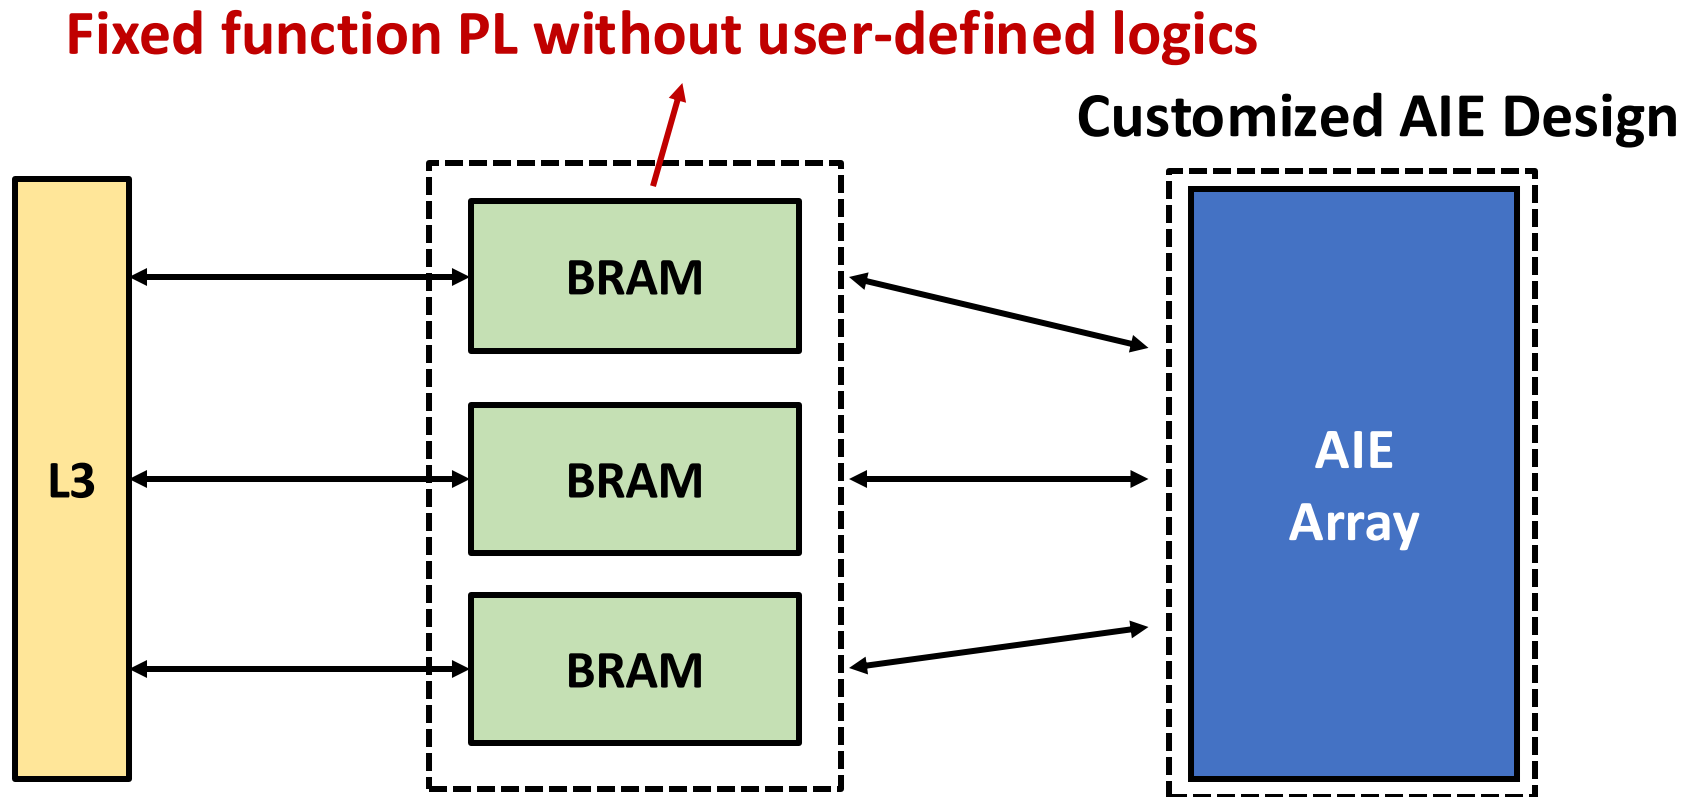 Fixed function PL without user-defined logics
Customized AIE Design
BRAM
L3
BRAM
BRAM
AIE
Array